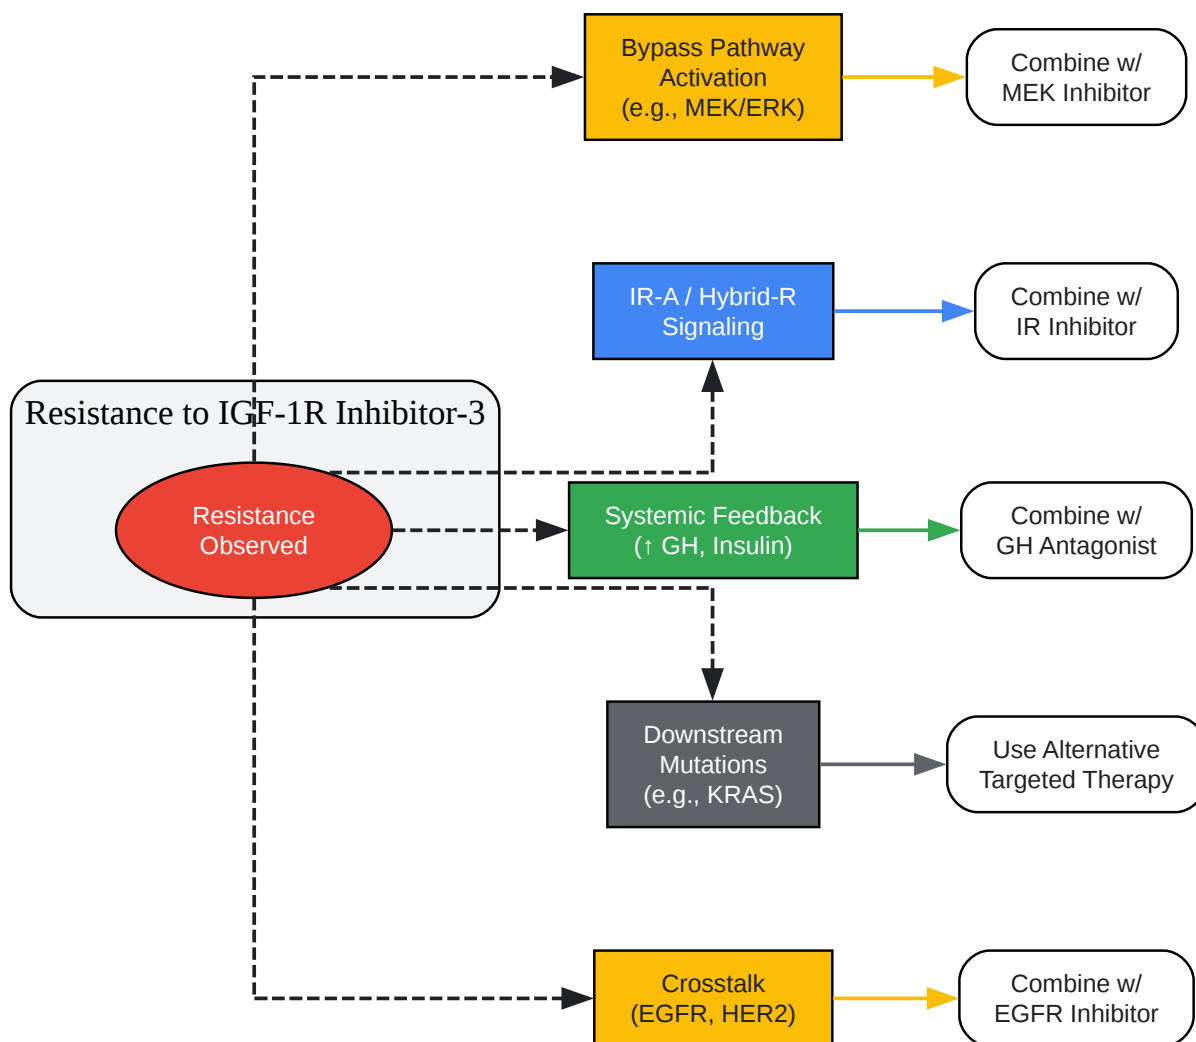 Bypass Pathway
Activation
(e.g., MEK/ERK)
Combine w/
MEK Inhibitor
IR-A / Hybrid-R
Signaling
Combine w/
IR Inhibitor
Resistance to IGF-1R Inhibitor-3
Resistance
Observed
Systemic Feedback
(↑ GH, Insulin)
Combine w/
GH Antagonist
Downstream
Mutations
(e.g., KRAS)
Use Alternative
Targeted Therapy
Crosstalk
(EGFR, HER2)
Combine w/
EGFR Inhibitor